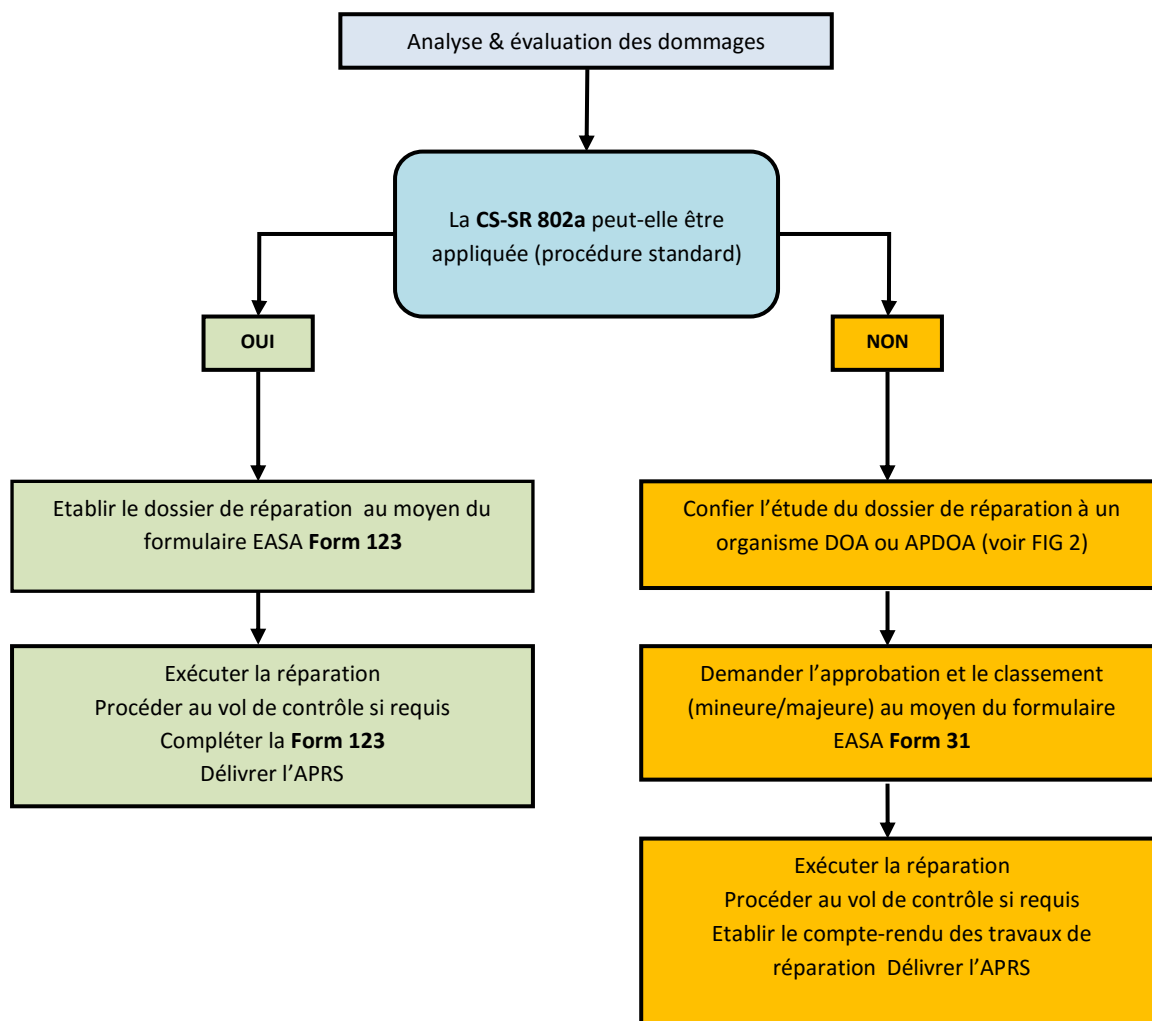 Analyse & évaluation des dommages
La CS-SR 802a peut-elle être
appliquée (procédure standard)
OUI
NON
Etablir le dossier de réparation au moyen du
formulaire EASA Form 123
Confier l’étude du dossier de réparation à un
organisme DOA ou APDOA (voir FIG 2)
Exécuter la réparation
Procéder au vol de contrôle si requis
Compléter la Form 123
Délivrer l’APRS
Demander l’approbation et le classement
(mineure/majeure) au moyen du formulaire
EASA Form 31
Exécuter la réparation
Procéder au vol de contrôle si requis
Etablir le compte-rendu des travaux de
réparation Délivrer l’APRS